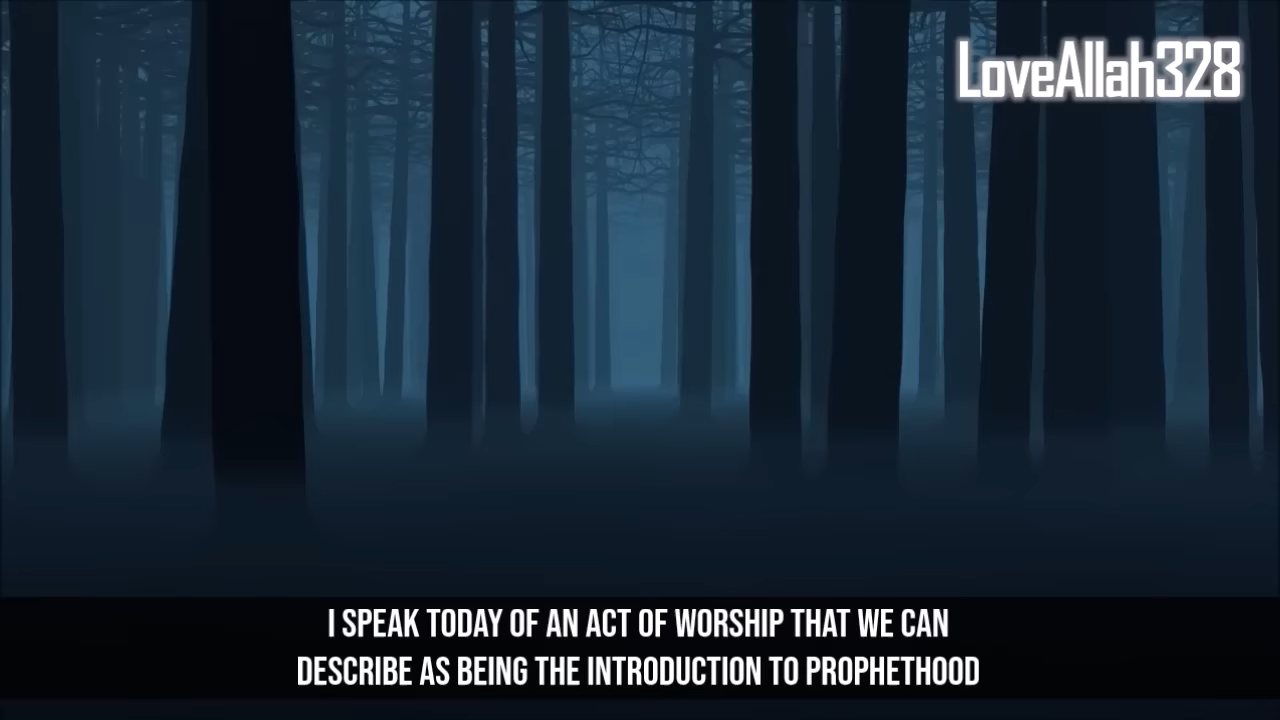 LoveAllah328
I SPEAK TODAY OF AN ACT OF WORSHIP THAT WE CAN
DESCRIBE AS BEING THE INTRODUCTION TO PROPHETHOOD